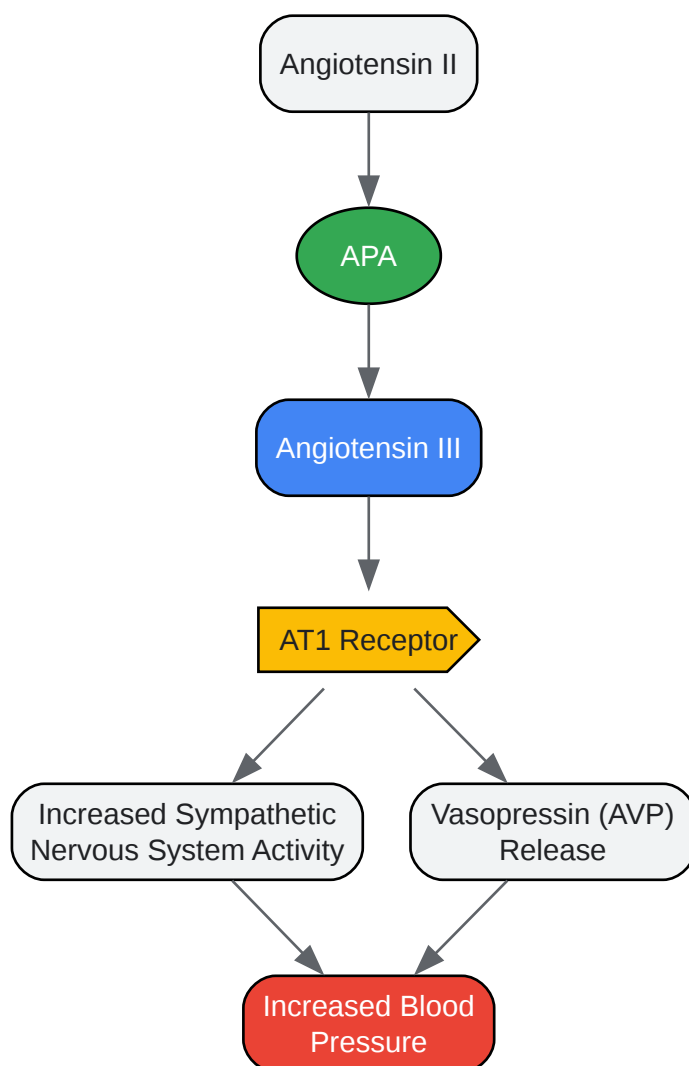 Angiotensin II
APA
Angiotensin III
AT1 Receptor
Increased Sympathetic
Nervous System Activity
Vasopressin (AVP)
Release
Increased Blood
Pressure